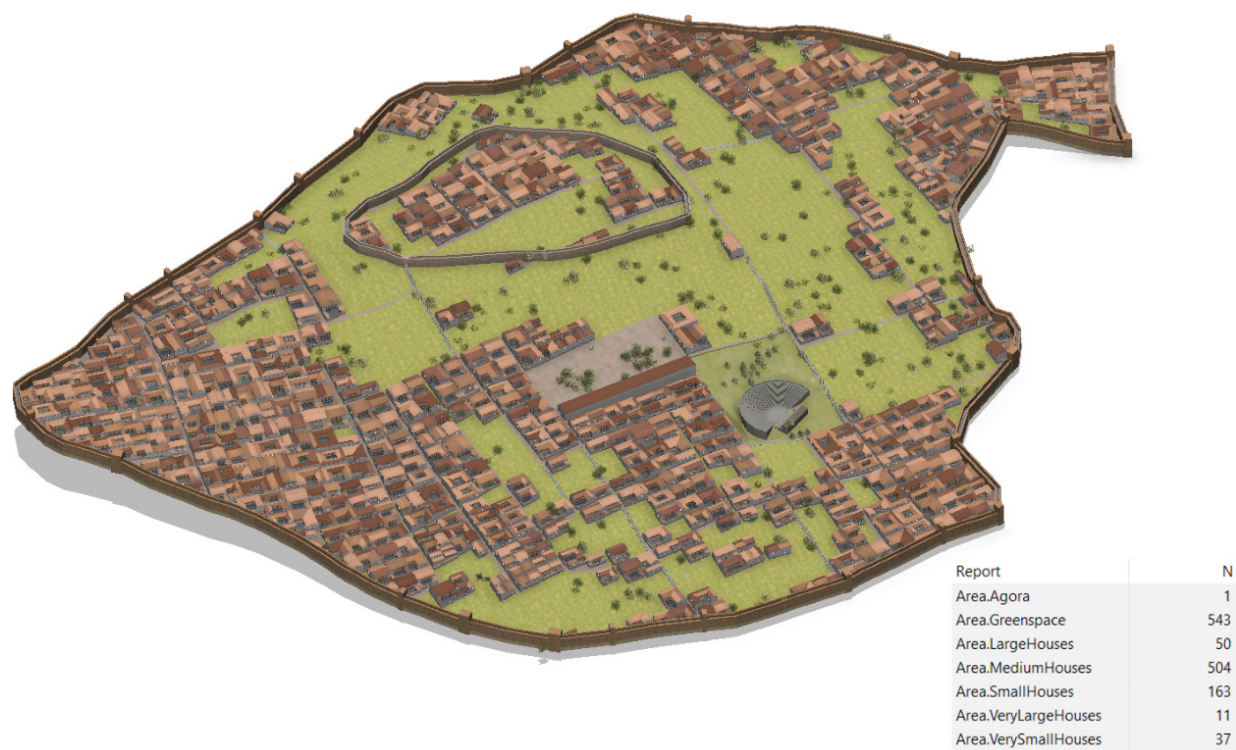 Report N
Area.Agora 1
Area.Greenspace 543
Area.LargeHouses 50
Area.MediumHouses 504
Area.SmallHouses 163
Area.VeryLargeHouses 11
Area.VerySmallHouses 37